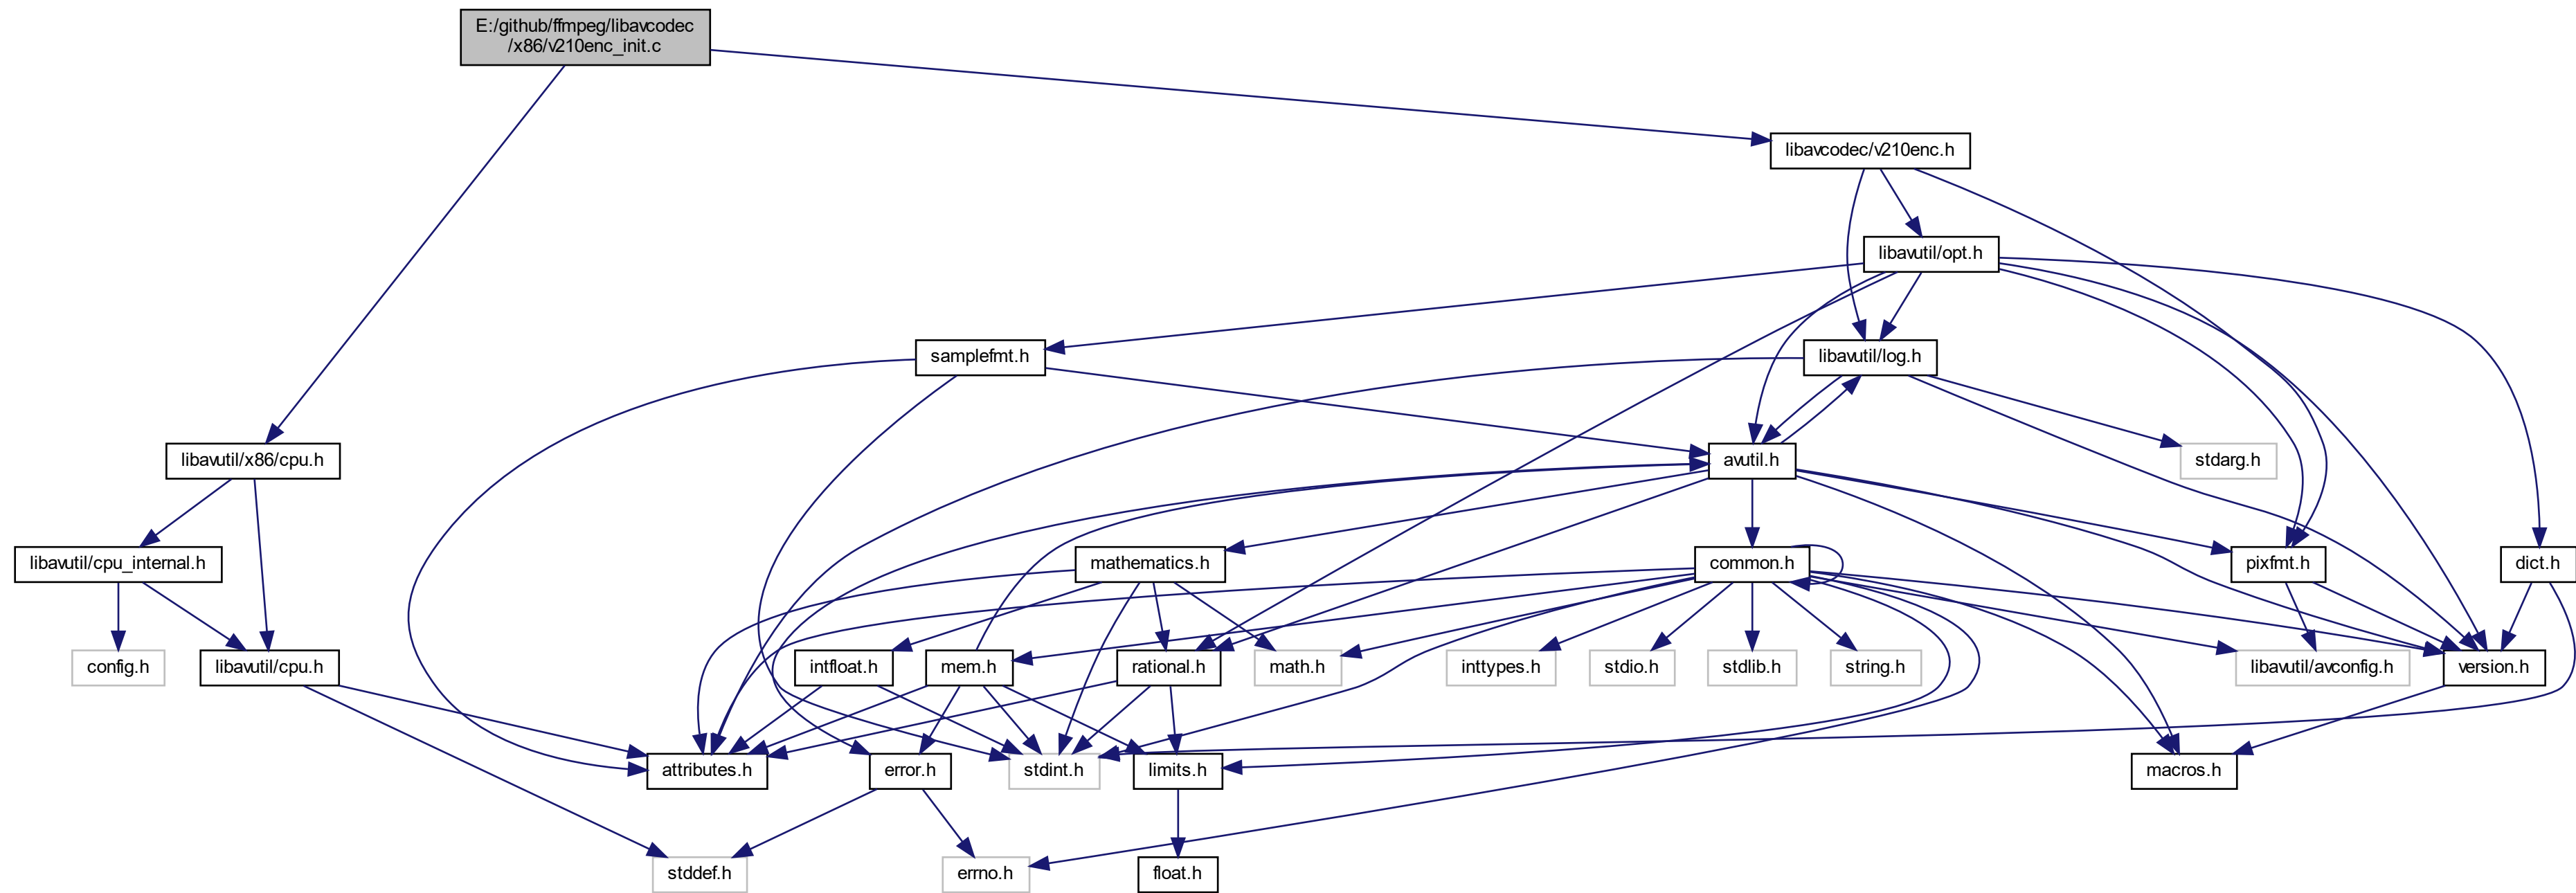 E:/github/ffmpeg/libavcodec
/x86/v210enc_init.c
libavcodec/v210enc.h
libavutil/opt.h
samplefmt.h
libavutil/log.h
libavutil/x86/cpu.h
avutil.h
stdarg.h
libavutil/cpu_internal.h
mathematics.h
common.h
pixfmt.h
dict.h
config.h
libavutil/cpu.h
intfloat.h
mem.h
rational.h
math.h
inttypes.h
stdio.h
stdlib.h
string.h
libavutil/avconfig.h
version.h
attributes.h
error.h
stdint.h
limits.h
macros.h
stddef.h
errno.h
float.h